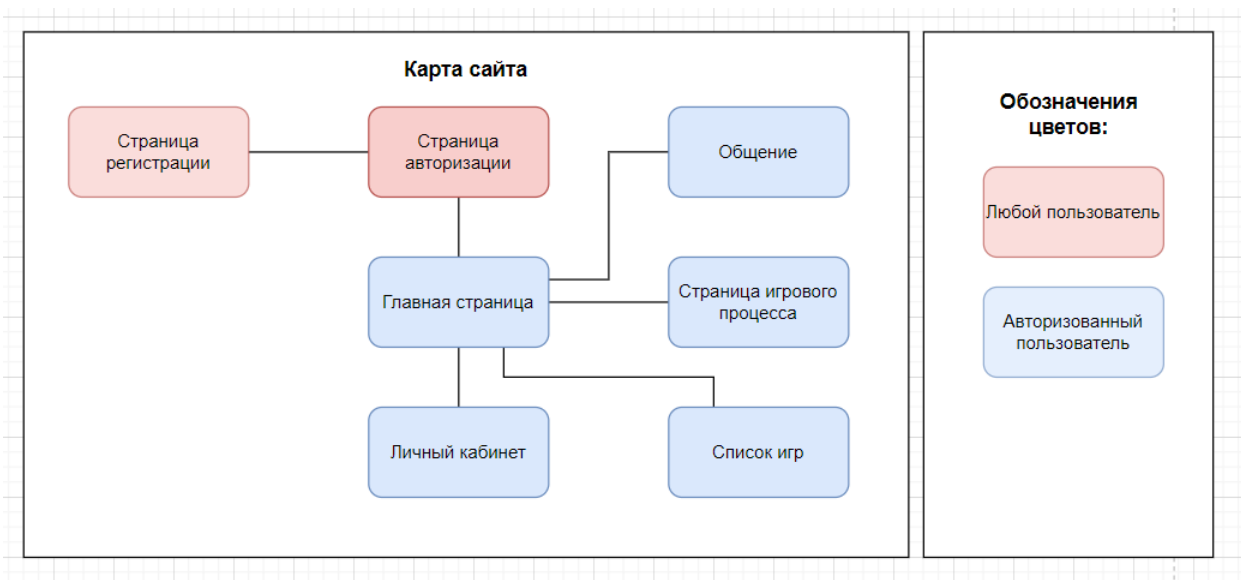 Карта сайта
Страница
регистрации
Страница
авторизации
Общение
Главная страница
Страница игрового
процесса
Личный кабинет
Список игр
Обозначения
цветов:
Любой пользователь
Авторизованный
пользователь